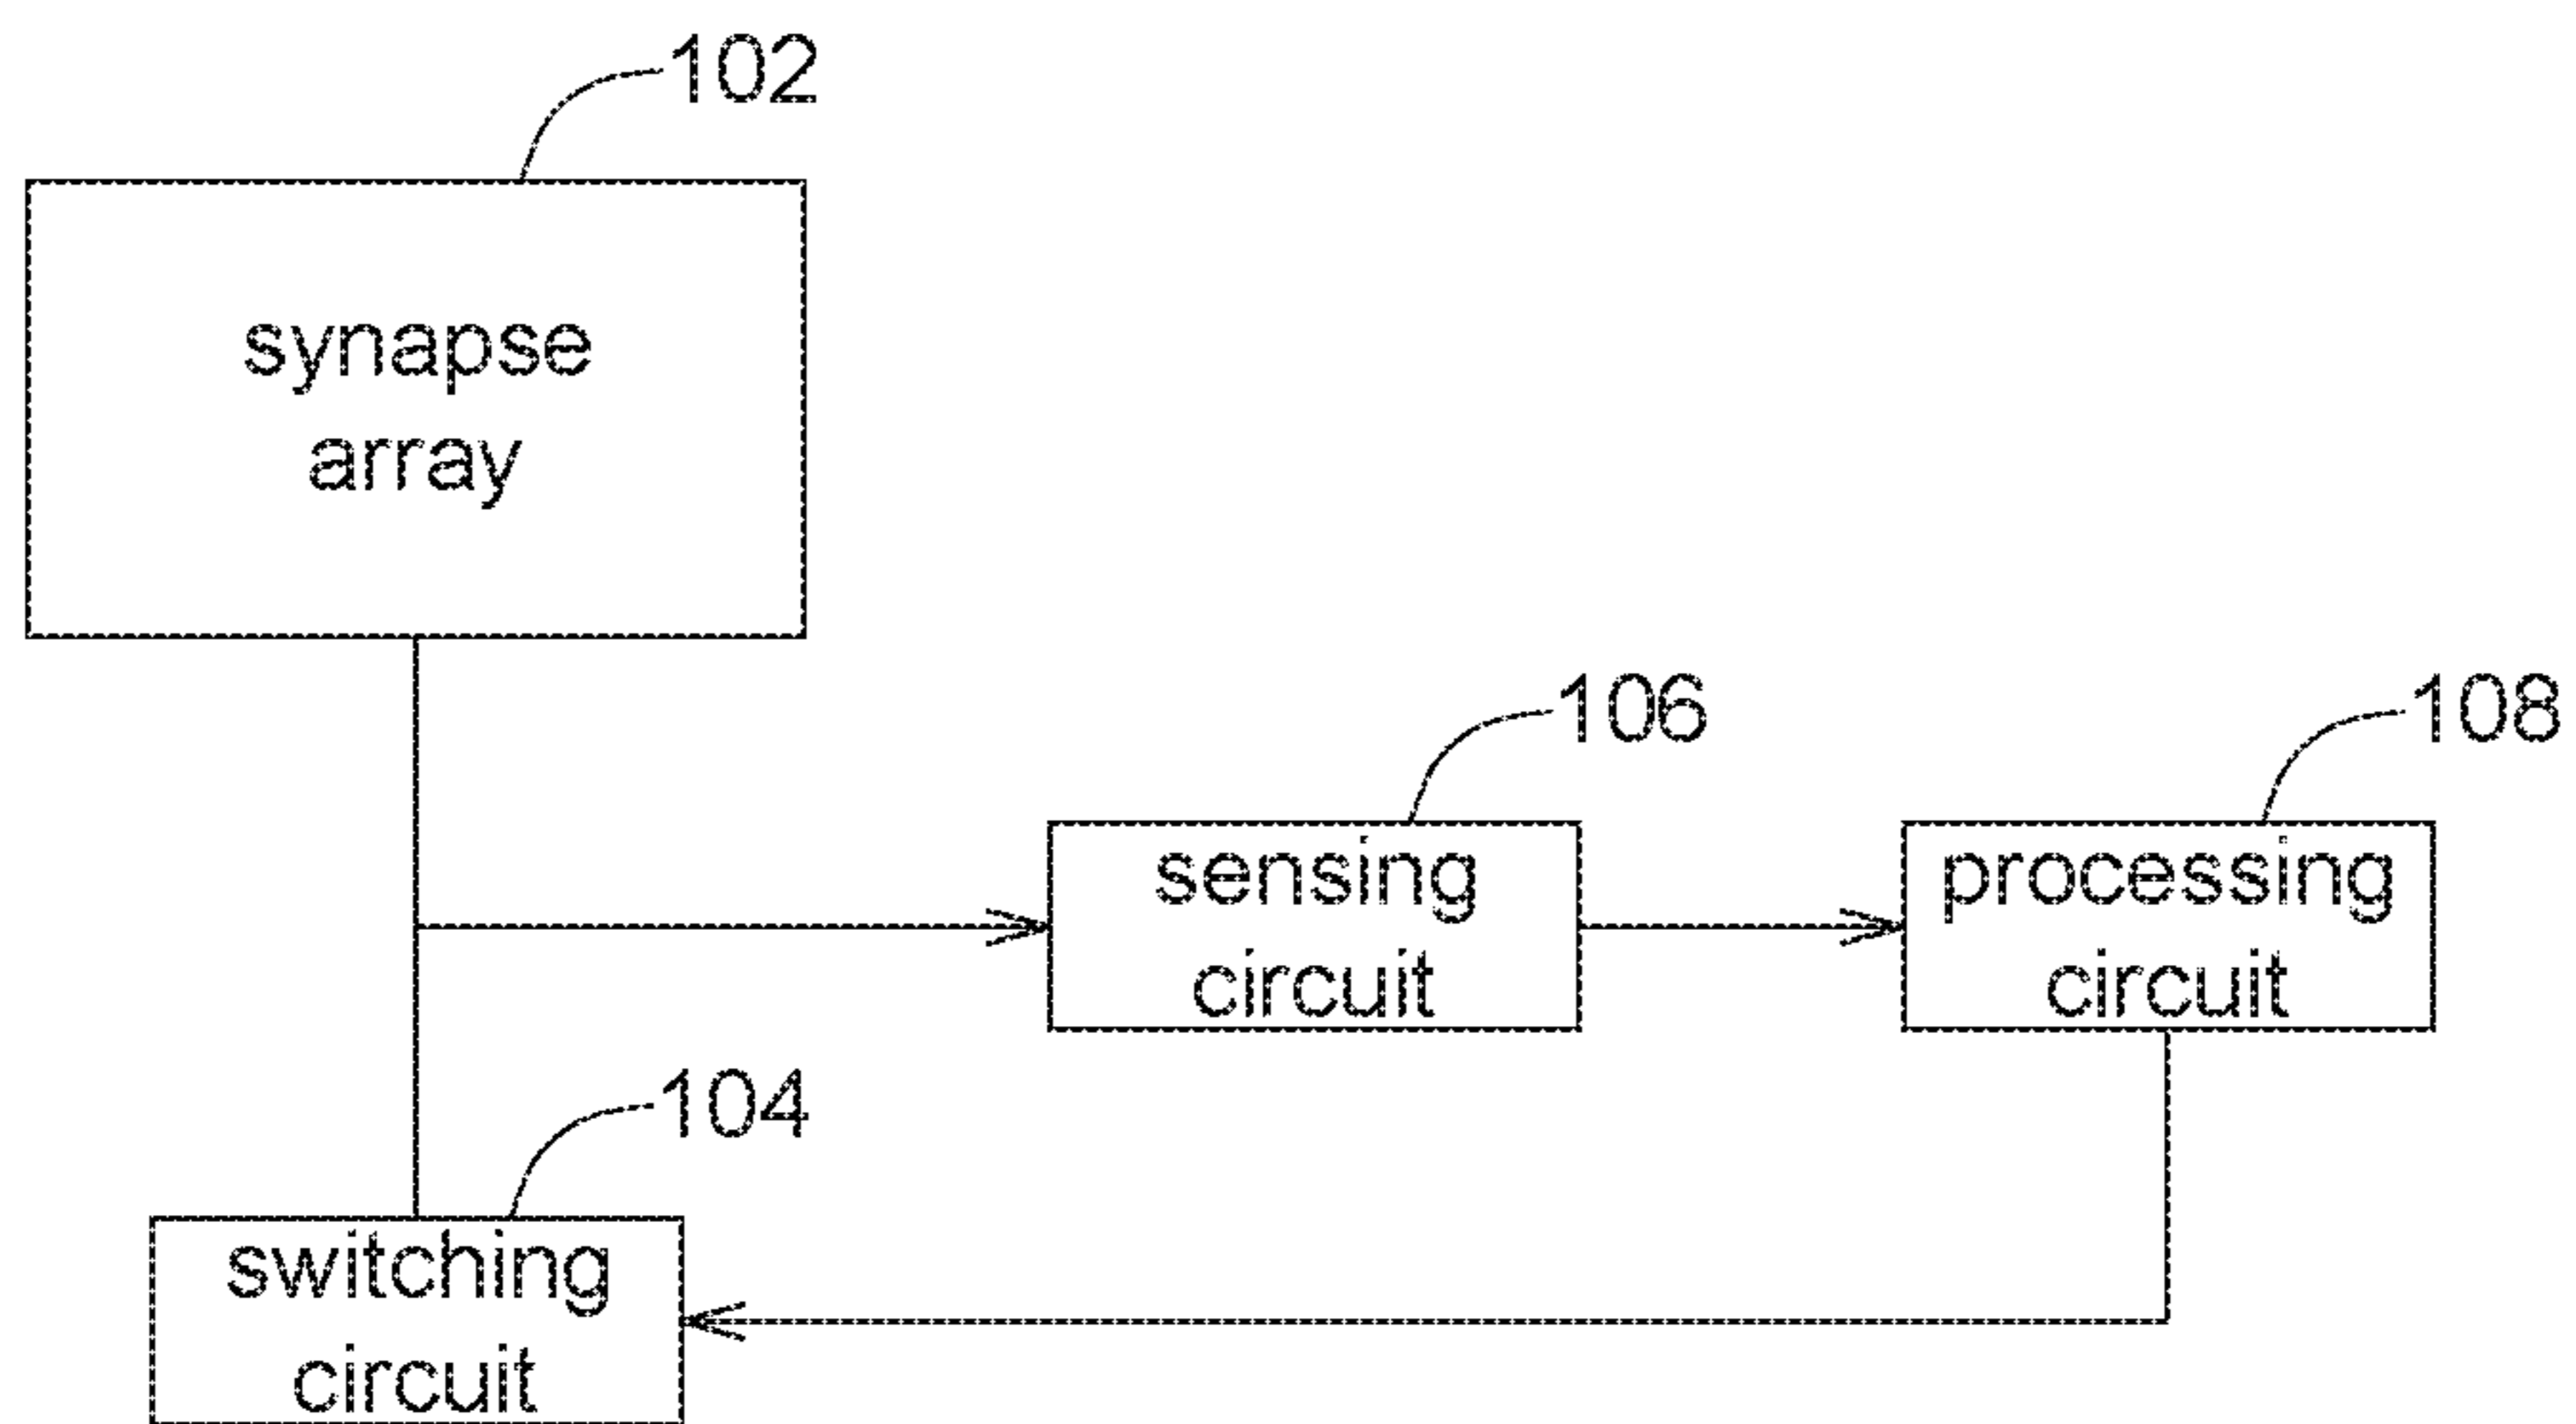 102
synapse
array
106
108
sensing
circuit
processing
circuit
104
switching
circuit